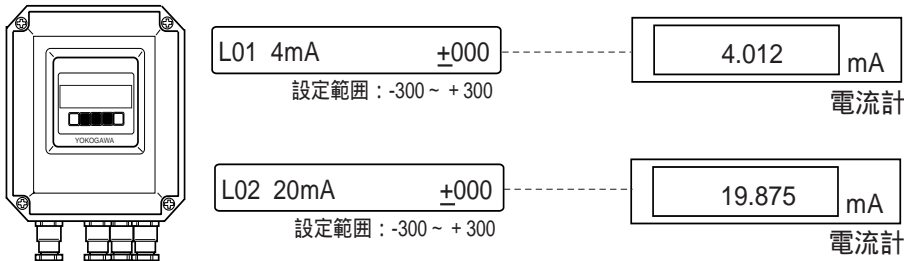 L01 4mA ±000
設定範囲：-300 ~ +300
4.012 mA
電流計
YOKOGAWA
L02 20mA ±000
設定範囲：-300 ~ +300
19.875 mA
電流計